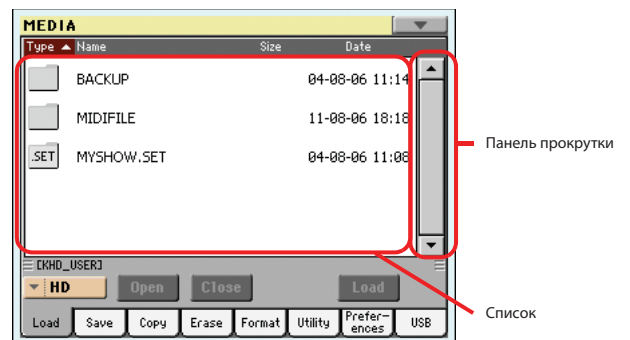 MEDIA
Type Name Size Date
BACKUP 04-08-06 11:14
MIDIFILE 11-08-06 18:18
.SET MYSHOW.SET 04-08-06 11:08
Панель прокрутки
[KHD_USER]
HD Open Close Load
Список
Load Save Copy Erase Format Utility Prefer-ences USB